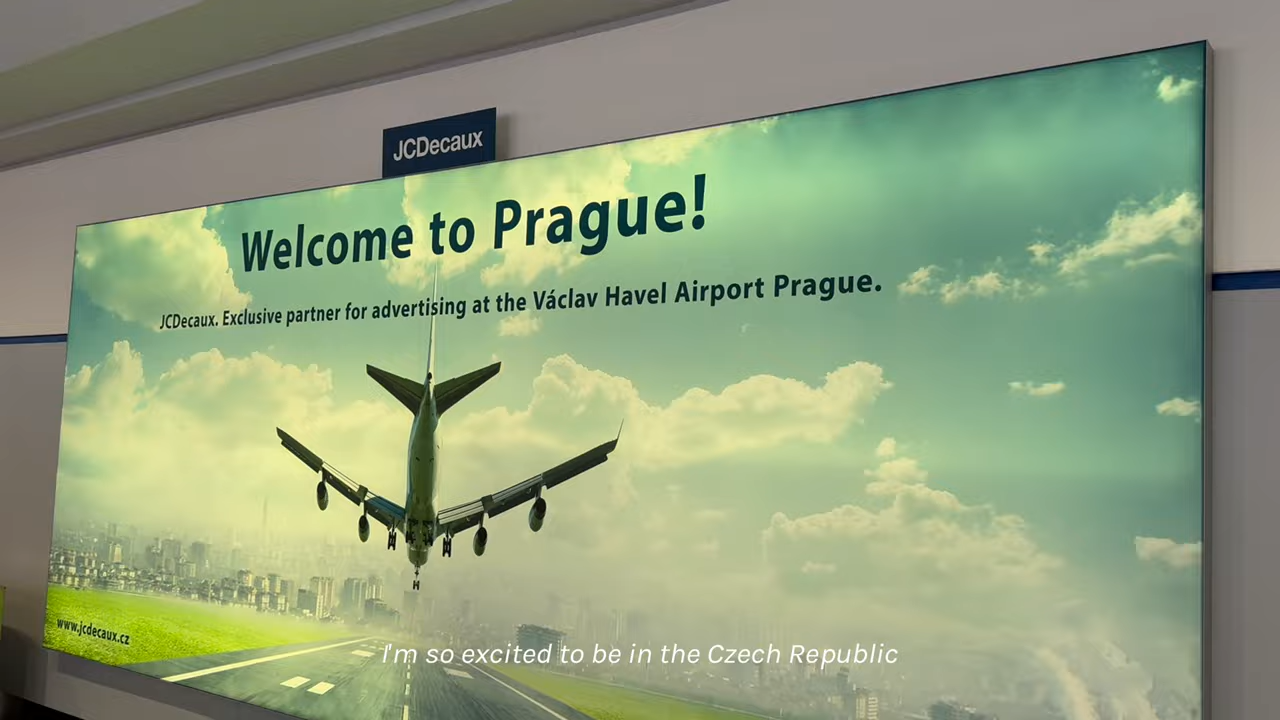 JCDecaux
Welcome to Prague!
JCDecaux. Exclusive partner for advertising at the Václav Havel Airport Prague.
www.jcdecaux.cz
I'm so excited to be in the Czech Republic